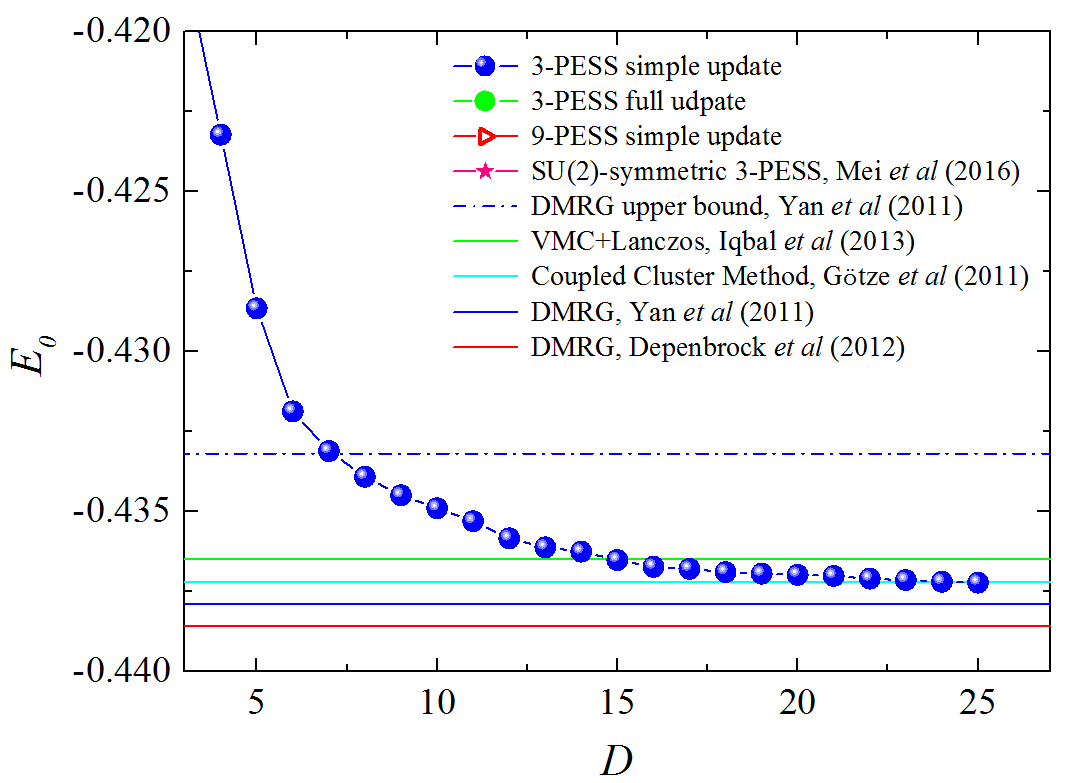 -0.420
3-PESS simple update
3-PESS full udpate
9-PESS simple update
SU(2)-symmetric 3-PESS, Mei et al (2016)
DMRG upper bound, Yan et al (2011)
VMC+Lanczos, Iqbal et al (2013)
Coupled Cluster Method, Götze et al (2011)
DMRG, Yan et al (2011)
DMRG, Depenbrock et al (2012)
-0.425
-0.430
E0
-0.435
-0.440
5 10 15 20 25
D